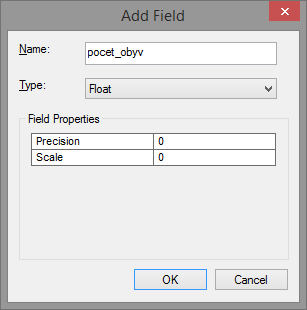 Add Field
Name: pocet_obyv
Type: Float
Field Properties
Precision 0
Scale 0
OK Cancel